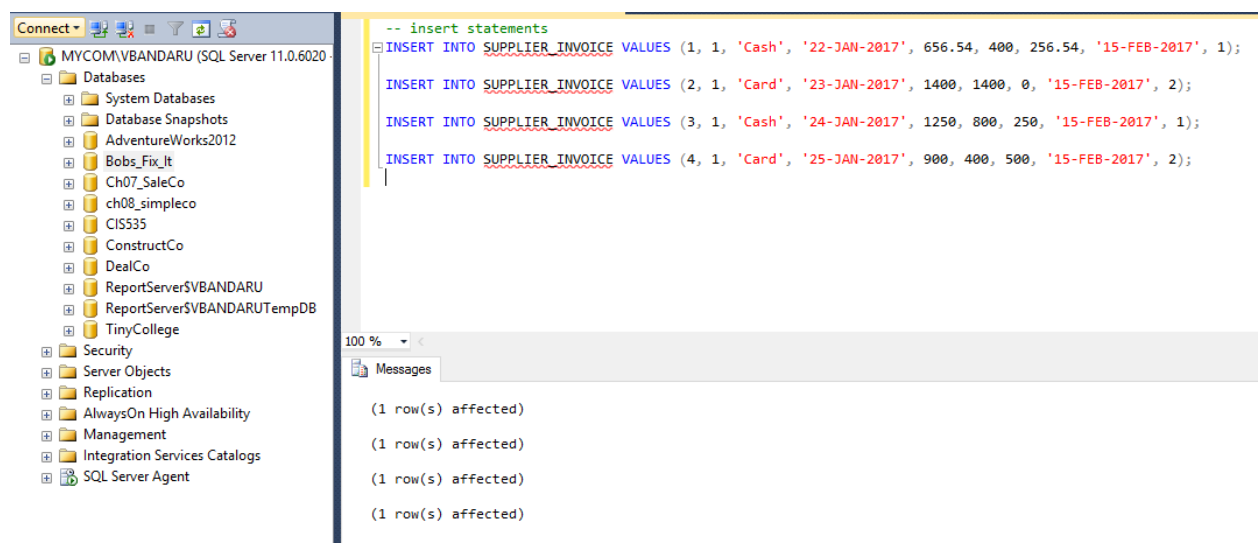 Connect
MYCOM\VBANDARU (SQL Server 11.0.6020 -
Databases
System Databases
Database Snapshots
AdventureWorks2012
Bobs_Fix_It
Ch07_SaleCo
ch08_simpleco
CIS535
ConstructCo
DealCo
ReportServer$VBANDARU
ReportServer$VBANDARUTempDB
TinyCollege
Security
Server Objects
Replication
AlwaysOn High Availability
Management
Integration Services Catalogs
SQL Server Agent
-- insert statements
INSERT INTO SUPPLIER_INVOICE VALUES (1, 1, 'Cash', '22-JAN-2017', 656.54, 400, 256.54, '15-FEB-2017', 1);
INSERT INTO SUPPLIER_INVOICE VALUES (2, 1, 'Card', '23-JAN-2017', 1400, 1400, 0, '15-FEB-2017', 2);
INSERT INTO SUPPLIER_INVOICE VALUES (3, 1, 'Cash', '24-JAN-2017', 1250, 800, 250, '15-FEB-2017', 1);
INSERT INTO SUPPLIER_INVOICE VALUES (4, 1, 'Card', '25-JAN-2017', 900, 400, 500, '15-FEB-2017', 2);
100 %
Messages
(1 row(s) affected)
(1 row(s) affected)
(1 row(s) affected)
(1 row(s) affected)